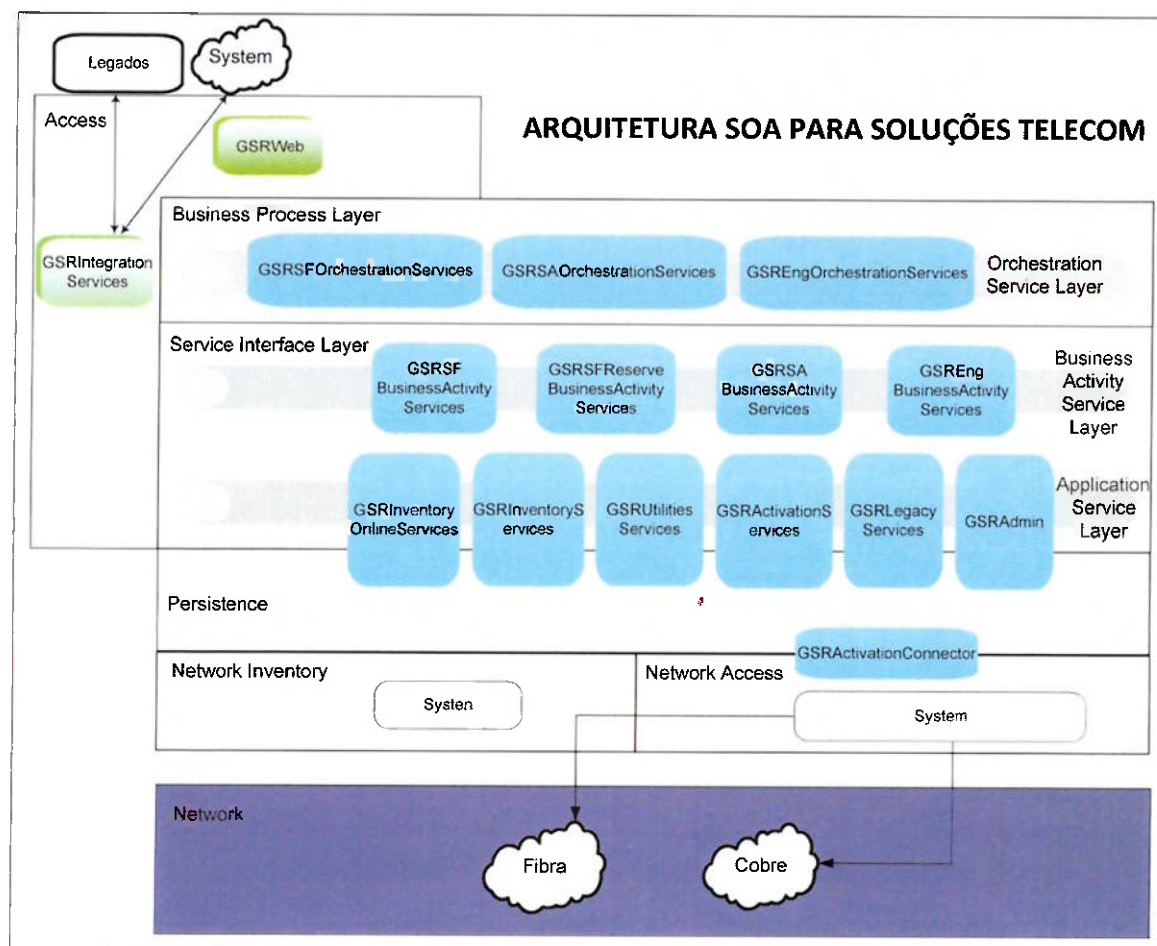 Legados
System
Access
GSRWeb
ARQUITETURA SOA PARA SOLUÇÕES TELECOM
Business Process Layer
GSRIntegration
Services
GSRSFOrchestrationServices
GSRSAOrchestrationServices
GSREngOrchestrationServices
Orchestration
Service Layer
Service Interface Layer
GSRSF
BusinessActivity
Services
GSRSFReserve
BusinessActivity
Services
GSRSA
BusinessActivity
Services
GSREng
BusinessActivity
Services
Business
Activity
Service
Layer
GSRInventory
OnlineServices
GSRInventoryS
ervices
GSRUtilities
Services
GSRActivationS
ervices
GSRLegacy
Services
GSRAdmin
Application
Service
Layer
Persistence
GSRActivationConnector
Network Inventory
Network Access
Systen
System
Network
Fibra
Cobre